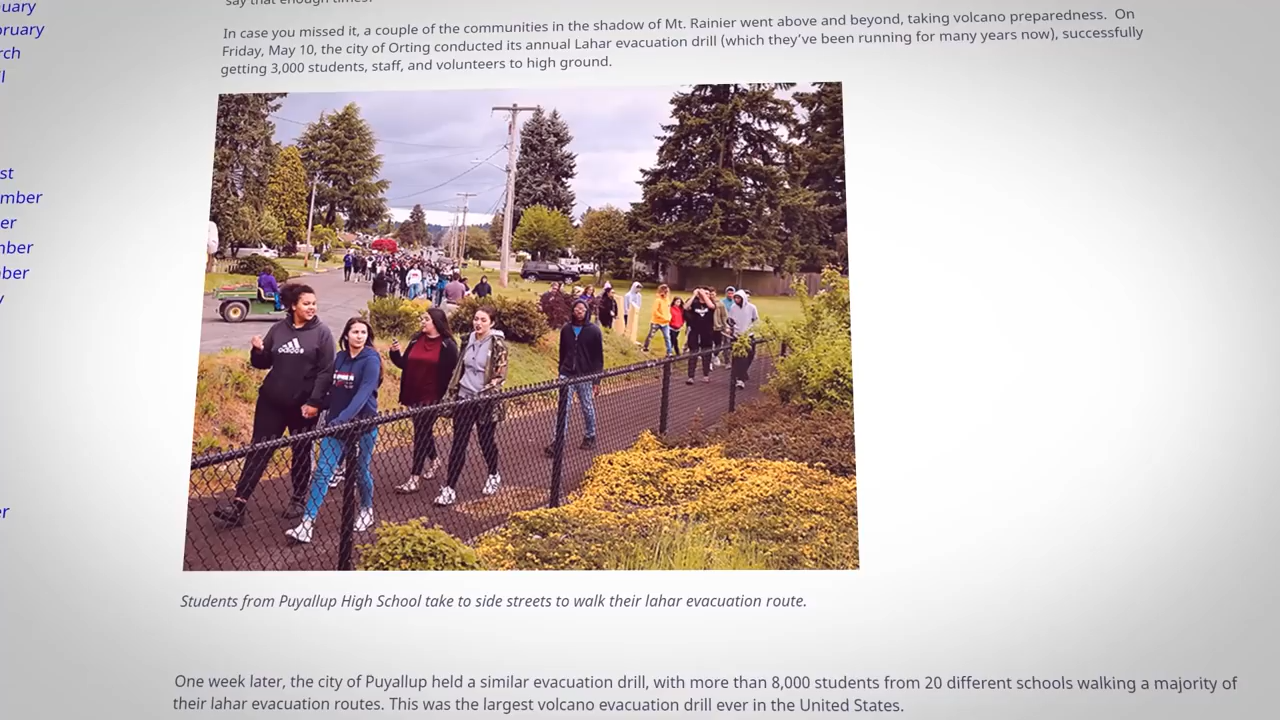 say that enough times!
In case you missed it, a couple of the communities in the shadow of Mt. Rainier went above and beyond, taking volcano preparedness. On
Friday, May 10, the city of Orting conducted its annual Lahar evacuation drill (which they've been running for many years now), successfully
getting 3,000 students, staff, and volunteers to high ground.
adidas
Students from Puyallup High School take to side streets to walk their lahar evacuation route.
One week later, the city of Puyallup held a similar evacuation drill, with more than 8,000 students from 20 different schools walking a majority of
their lahar evacuation routes. This was the largest volcano evacuation drill ever in the United States.